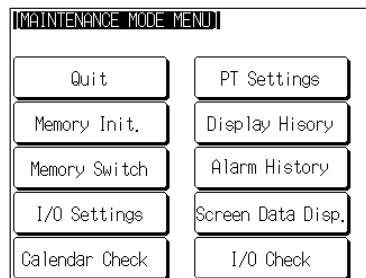 [MAINTENANCE MODE MENU]
Quit
PT Settings
Memory Init.
Display Hisory
Memory Switch
Alarm History
I/O Settings
Screen Data Disp.
Calendar Check
I/O Check